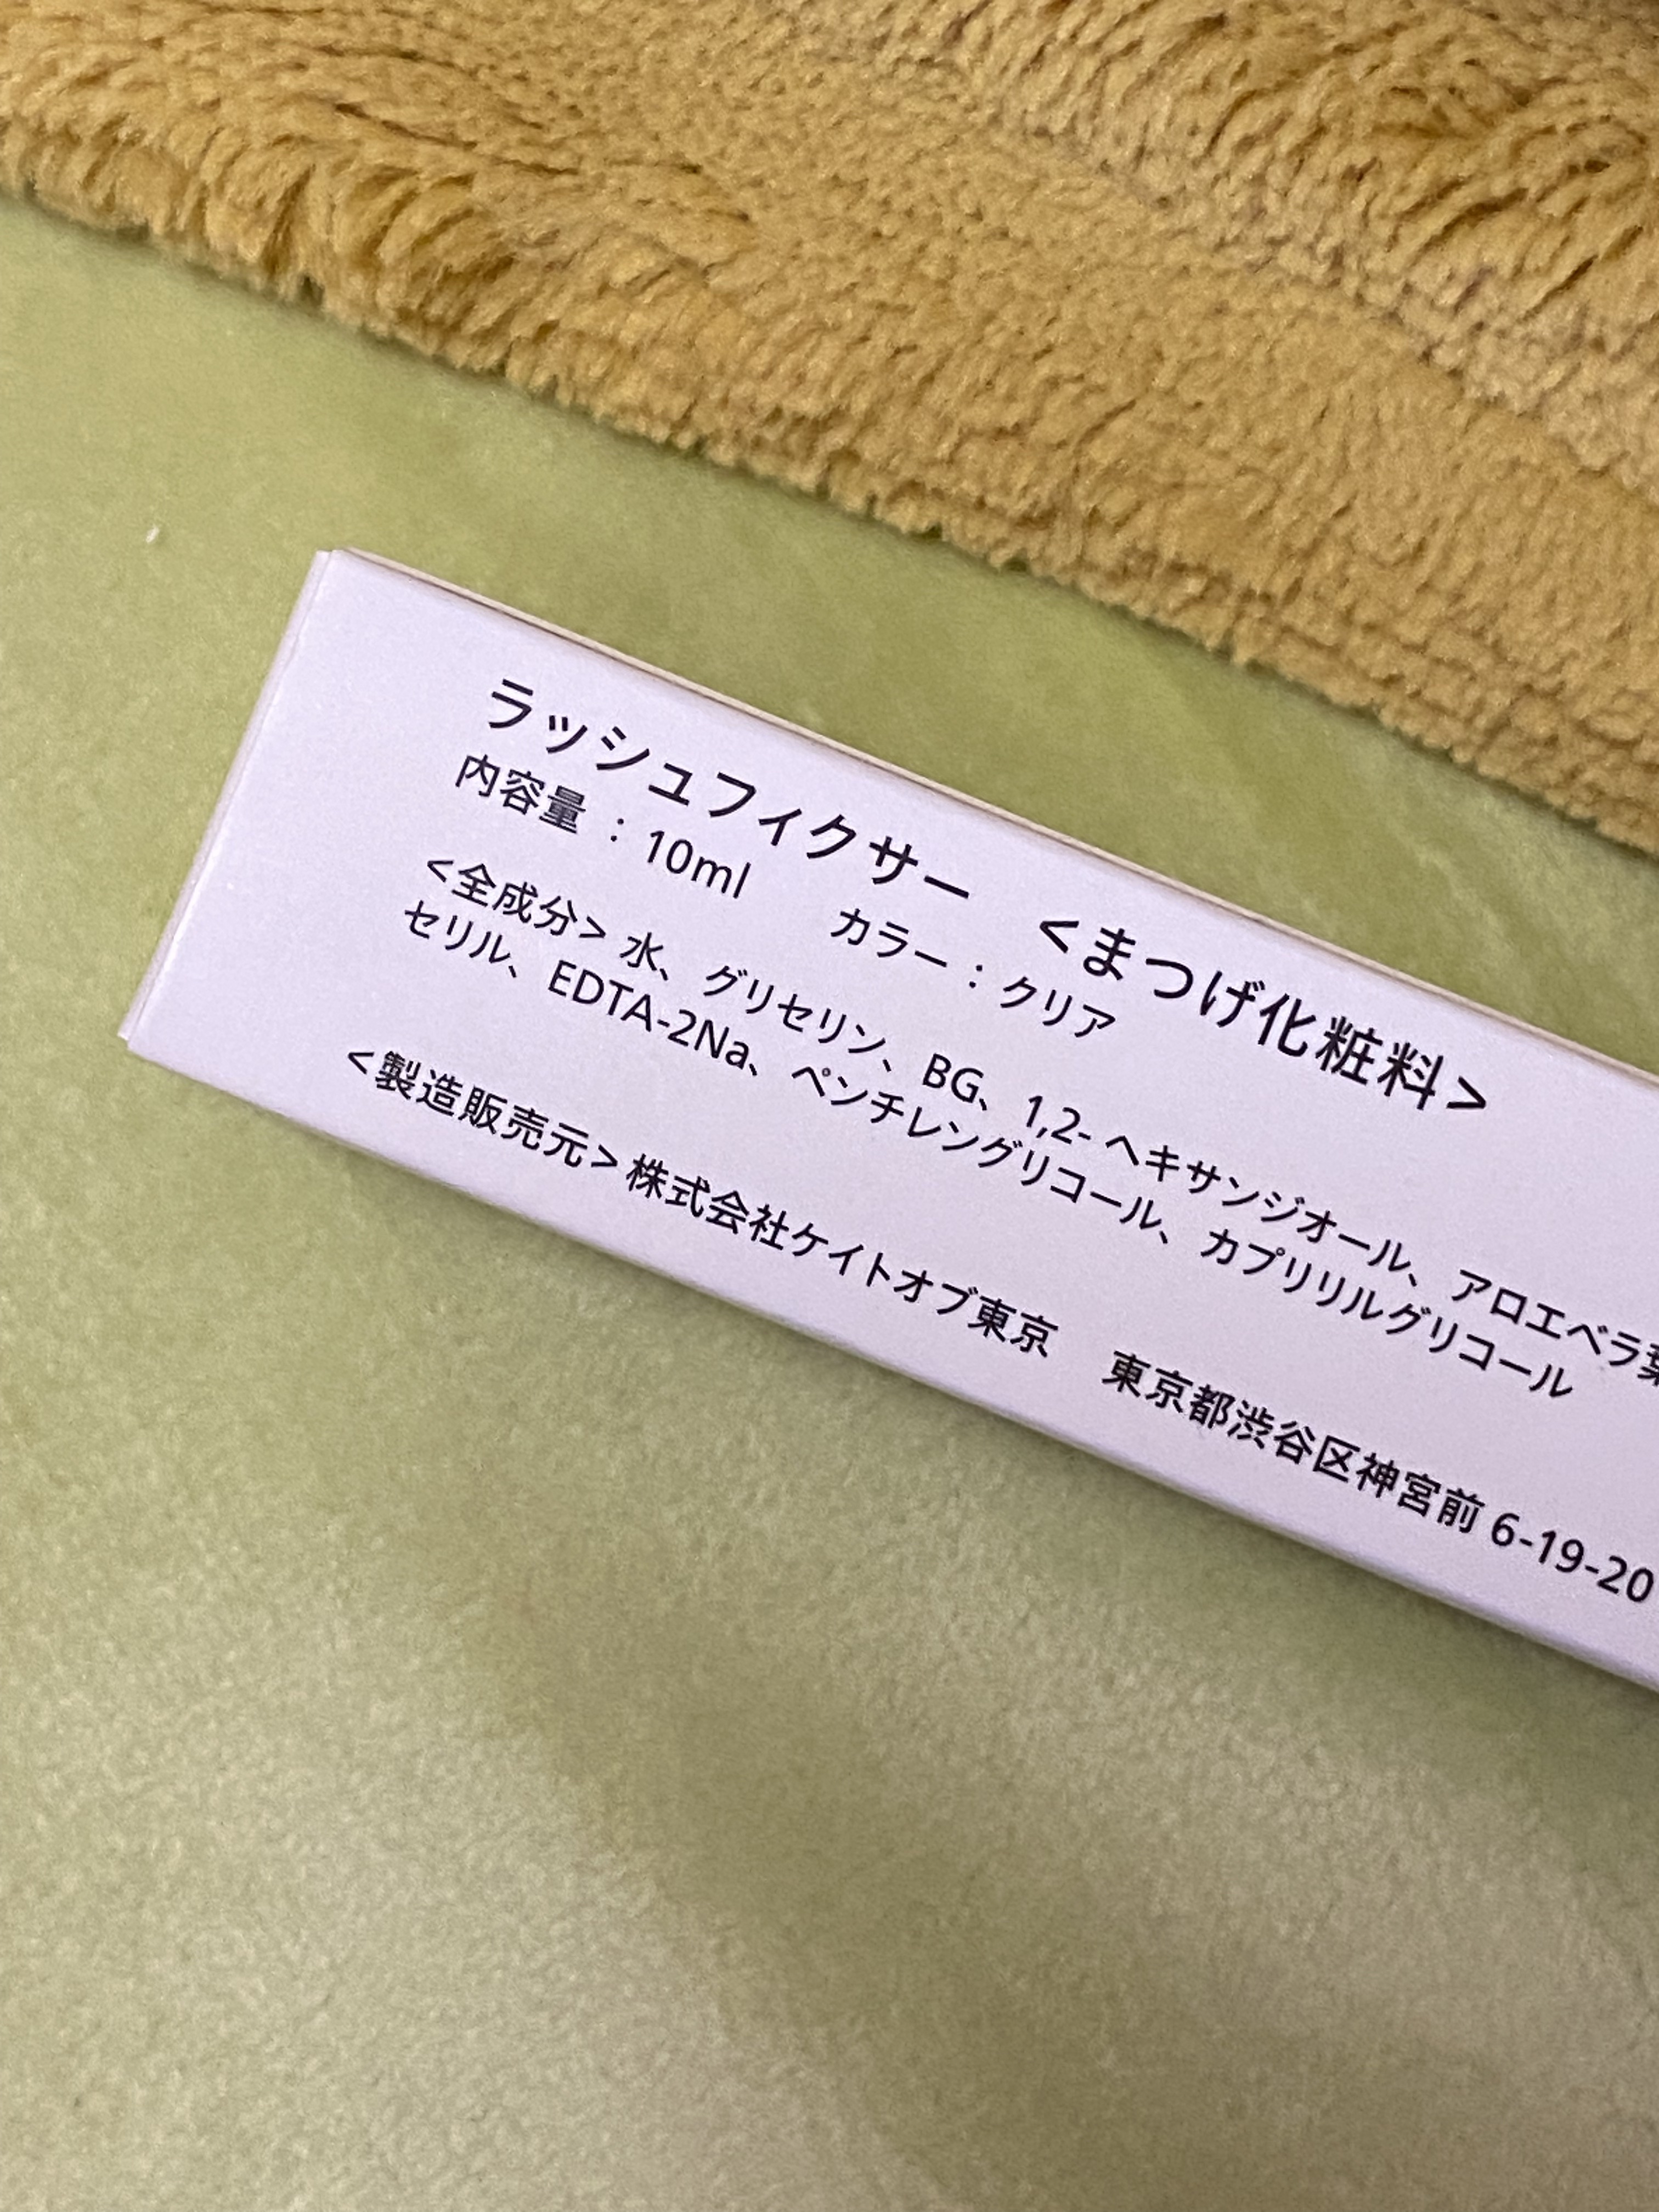 ラッシュフィクサー <まつげ化粧料>
内容量：10ml カラー：クリア
<全成分> 水、グリセリン、BG、1,2- ヘキサンジオール、アロエベラ葉
セリル、EDTA-2Na、ペンチレングリコール、カプリリルグリコール
<製造販売元> 株式会社ケイトオブ東京 東京都渋谷区神宮前 6-19-20